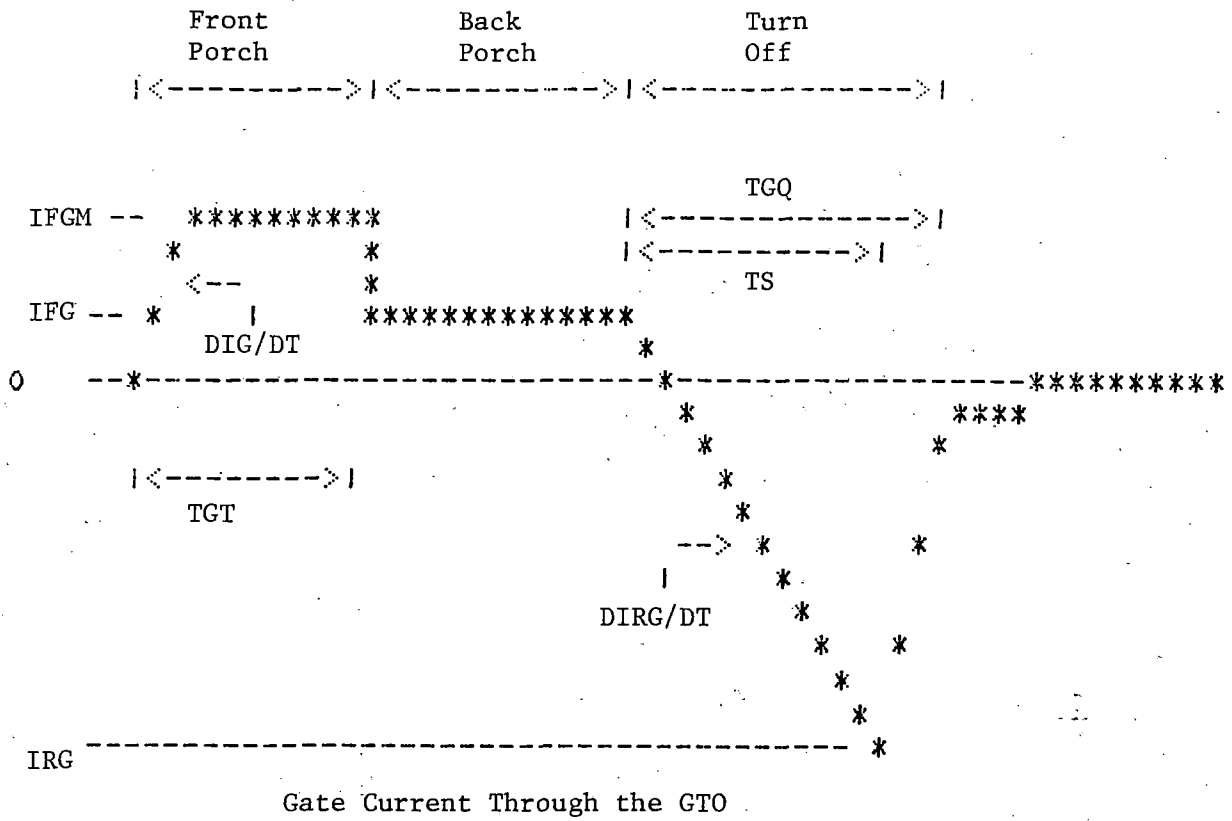 Front Back Turn
Porch Porch Off
TGQ
IFGM
TS
IFG
DIG/DT
0
TGT
DIRG/DT
IRG
Gate Current Through the GTO